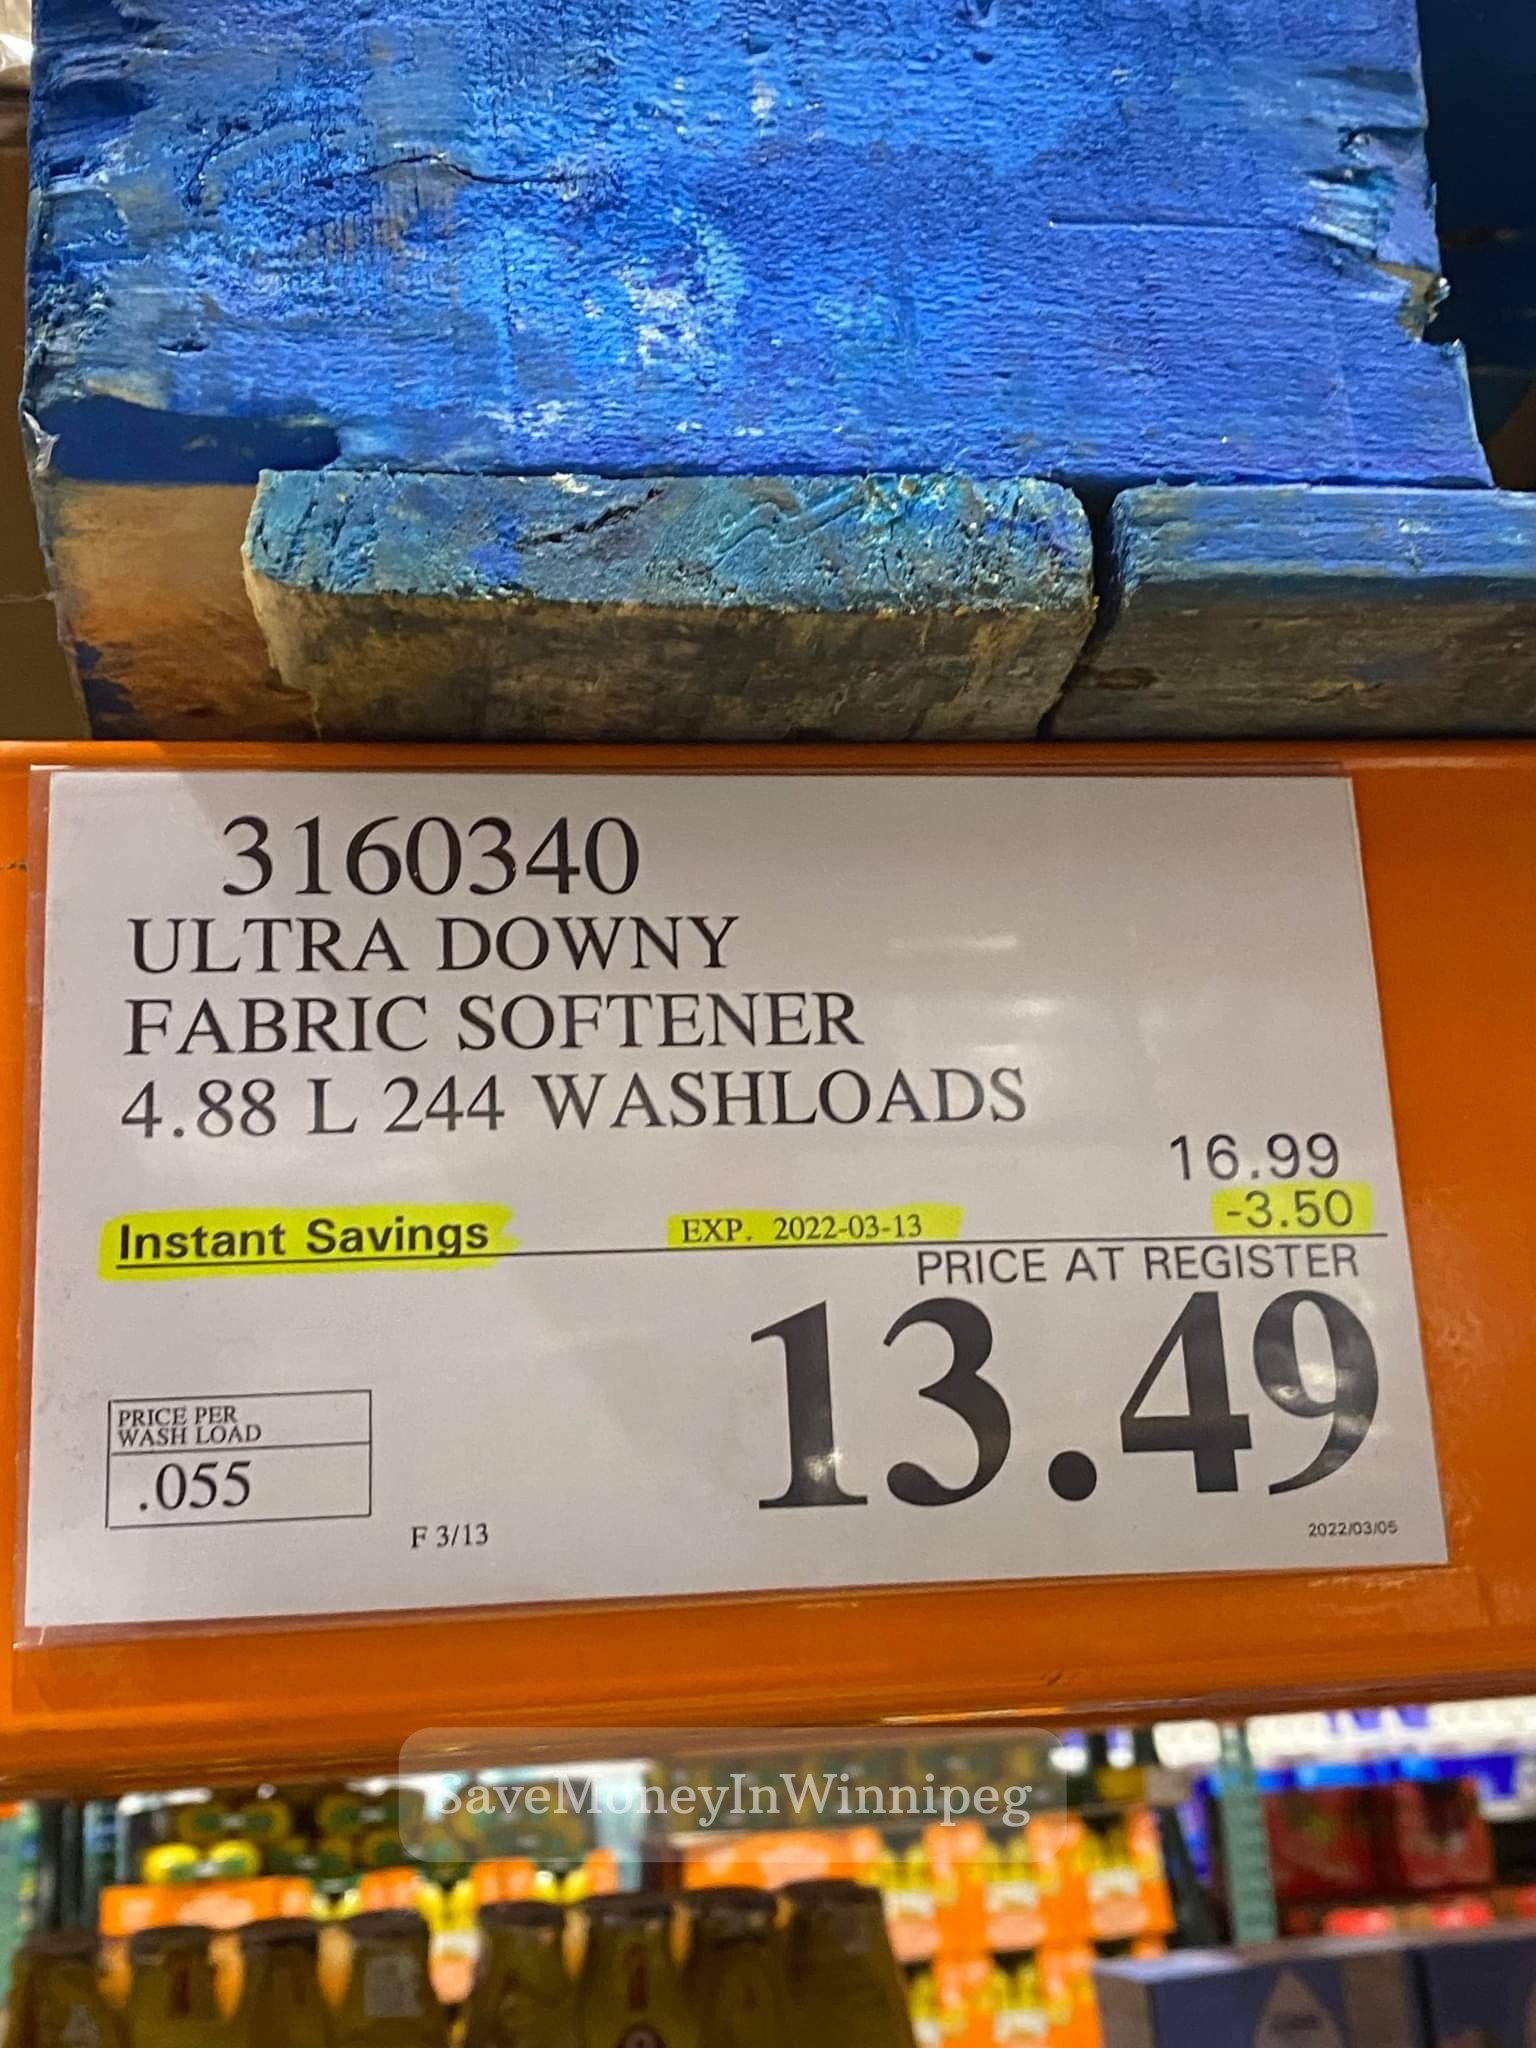 3160340
ULTRA DOWNY
FABRIC SOFTENER
4.88 L 244 WASHLOADS
16.99
Instant Savings EXP. 2022-03-13 -3.50
PRICE AT REGISTER
13.49
PRICE PER
WASH LOAD
.055
F 3/13
2022/03/05
SaveMoneyInWinnipeg